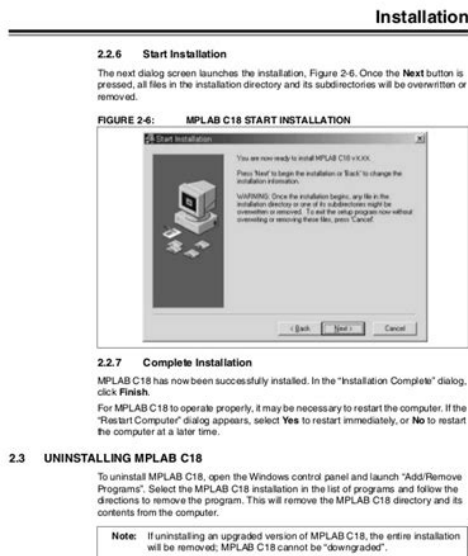 Installation
2.2.6 Start Installation
The next dialog screen launches the installation, Figure 2-6. Once the Next button is
pressed, all files in the installation directory and its subdirectories will be overwritten or
removed.
FIGURE 2-6: MPLAB C18 START INSTALLATION
Start Installation
You are now ready to install MPLAB C18 vX.XX.
Press 'Next' to begin the installation or 'Back' to change the
installation information.
WARNING: Once the installation begins, any file in the
installation directory or one of its subdirectories might be
overwritten or removed. To exit the setup program now without
overwriting or removing these files, press 'Cancel'.
< Back Next > Cancel
2.2.7 Complete Installation
MPLAB C18 has now been successfully installed. In the "Installation Complete" dialog,
click Finish.
For MPLAB C18 to operate properly, it may be necessary to restart the computer. If the
"Restart Computer" dialog appears, select Yes to restart immediately, or No to restart
the computer at a later time.
2.3 UNINSTALLING MPLAB C18
To uninstall MPLAB C18, open the Windows control panel and launch "Add/Remove
Programs". Select the MPLAB C18 installation in the list of programs and follow the
directions to remove the program. This will remove the MPLAB C18 directory and its
contents from the computer.
Note: If uninstalling an upgraded version of MPLAB C18, the entire installation
will be removed; MPLAB C18 cannot be "downgraded".